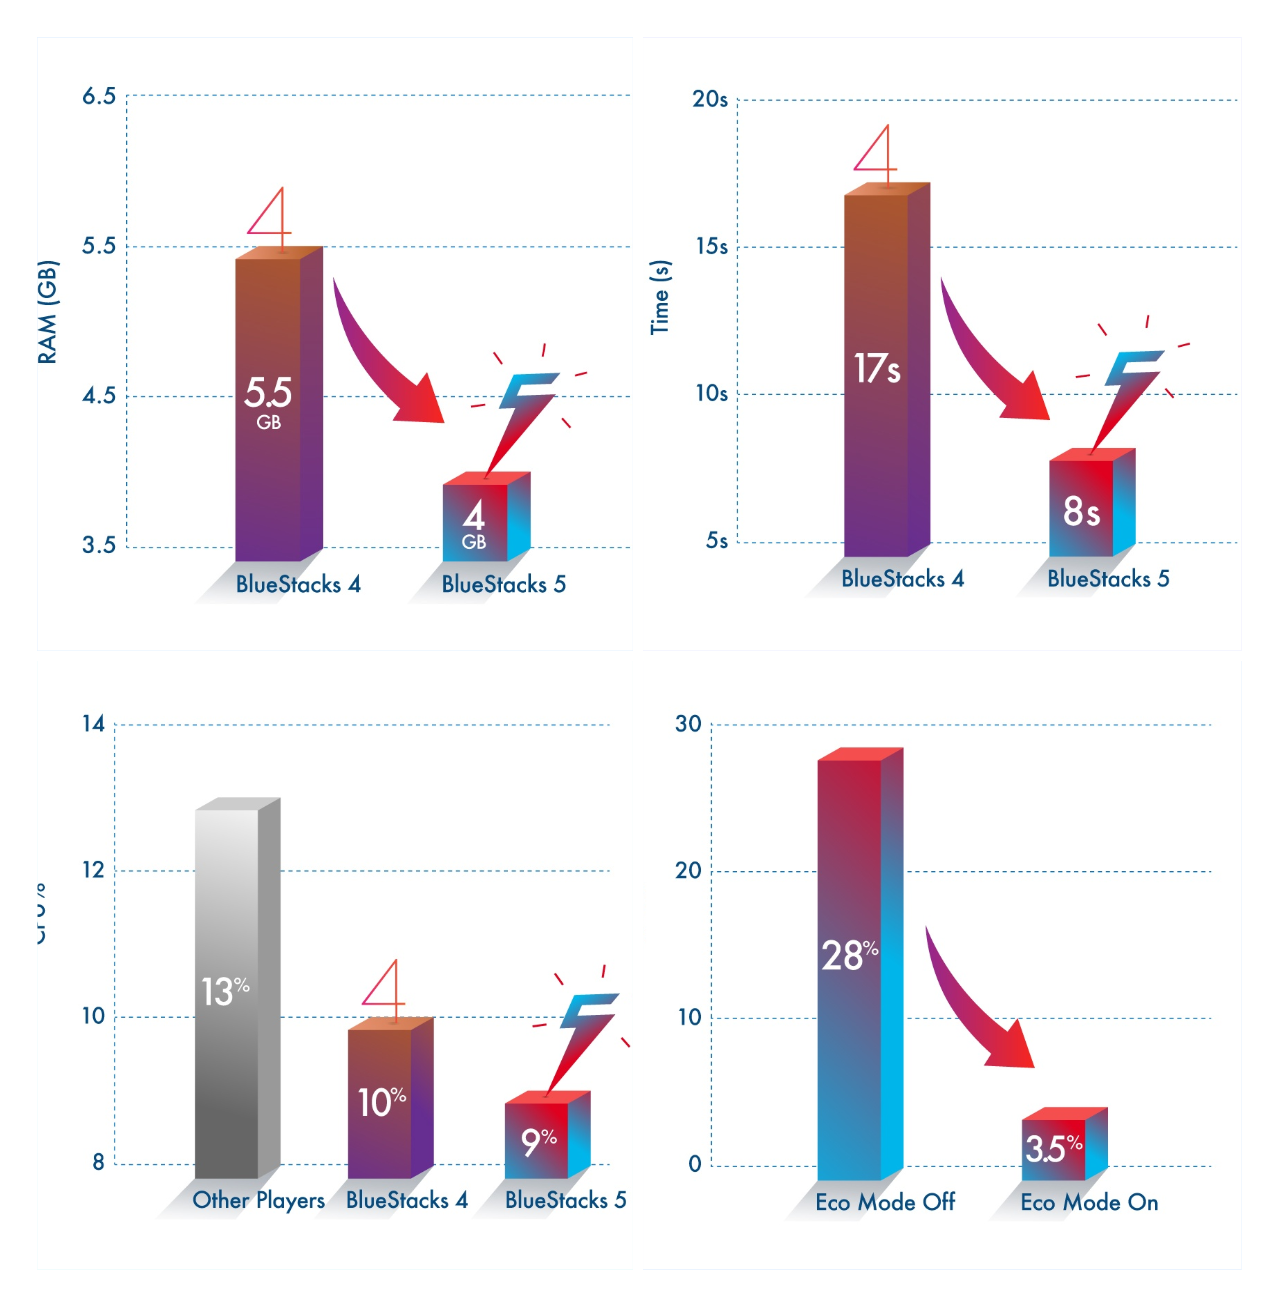 6.5
5.5
4.5
3.5
RAM (GB)
4
5.5
GB
4
GB
BlueStacks 4
BlueStacks 5
20s
15s
10s
5s
Time (s)
4
17s
8s
BlueStacks 4
BlueStacks 5
14
12
10
8
13%
4
10%
9%
Other Players
BlueStacks 4
BlueStacks 5
30
20
10
0
28%
3.5%
Eco Mode Off
Eco Mode On